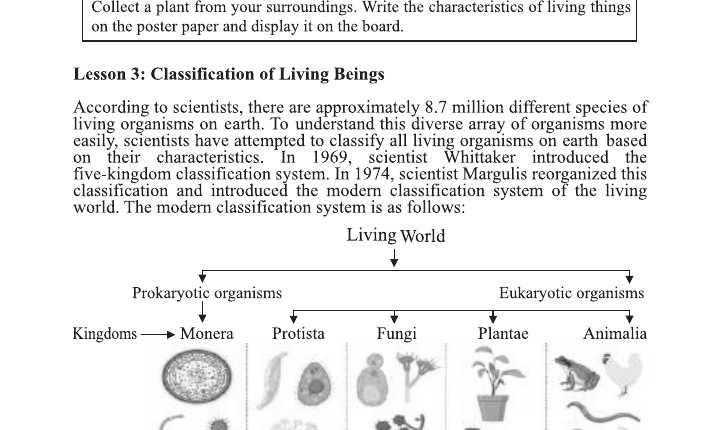 Collect a plant from your surroundings. Write the characteristics of living things
on the poster paper and display it on the board.
Lesson 3: Classification of Living Beings
According to scientists, there are approximately 8.7 million different species of
living organisms on earth. To understand this diverse array of organisms more
easily, scientists have attempted to classify all living organisms on earth based
on their characteristics. In 1969, scientist Whittaker introduced the
five-kingdom classification system. In 1974, scientist Margulis reorganized this
classification and introduced the modern classification system of the living
world. The modern classification system is as follows:
Living World
Prokaryotic organisms Eukaryotic organisms
Kingdoms Monera Protista Fungi Plantae Animalia